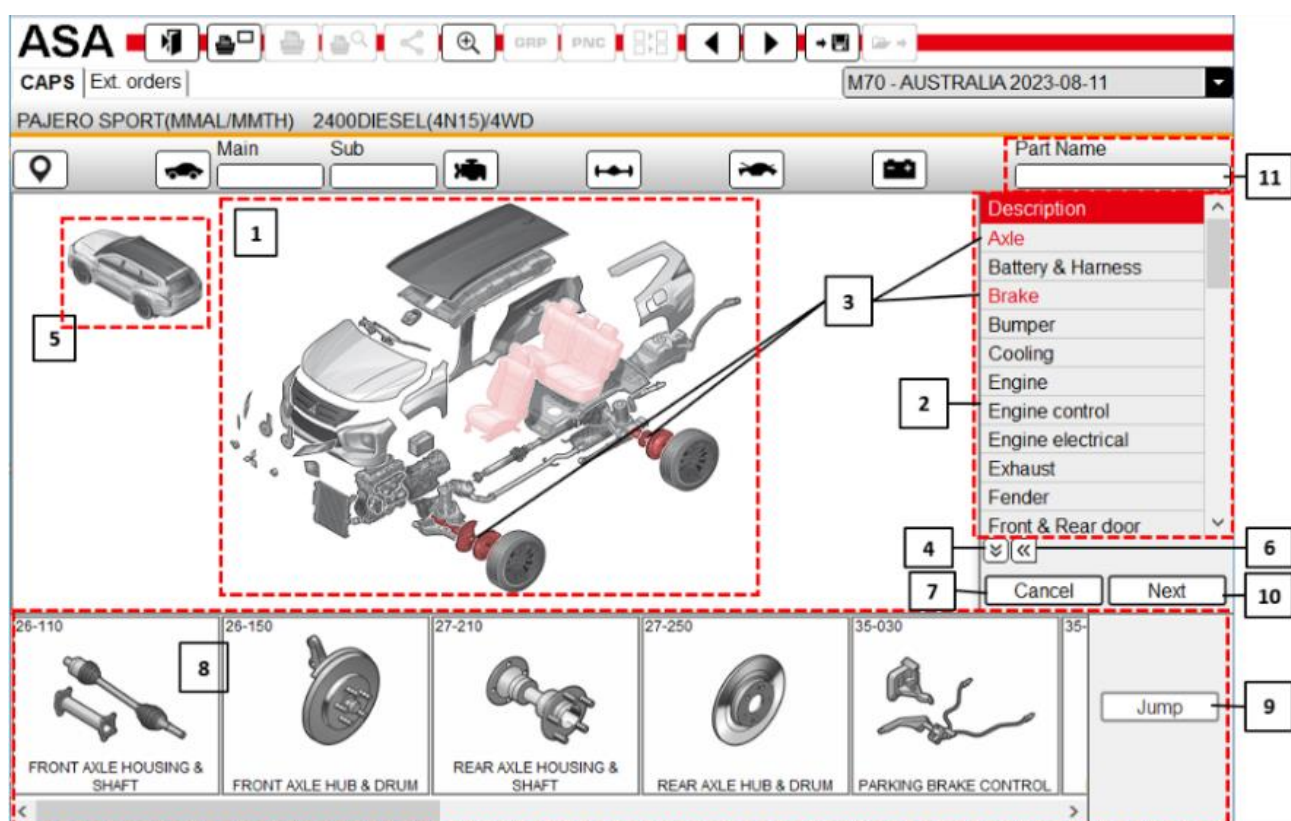 ASA
GRP PNC
CAPS Ext. orders
M70 - AUSTRALIA 2023-08-11
PAJERO SPORT(MMAL/MMTH) 2400DIESEL(4N15)/4WD
Main Sub Part Name
11
Description
1
Axle
Battery & Harness
3
Brake
5
Bumper
Cooling
Engine
2
Engine control
Engine electrical
Exhaust
Fender
Front & Rear door
4
6
7
Cancel Next
10
26-110 26-150 27-210 27-250 35-030 35-
8
Jump
9
FRONT AXLE HOUSING &
SHAFT
FRONT AXLE HUB & DRUM
REAR AXLE HOUSING &
SHAFT
REAR AXLE HUB & DRUM
PARKING BRAKE CONTROL